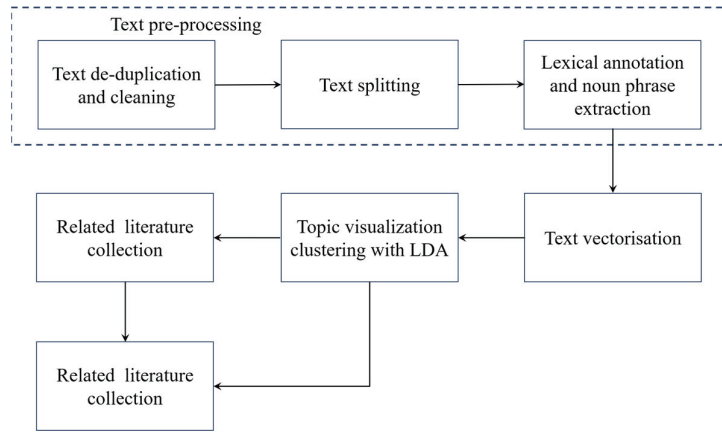 Text pre-processing
Text de-duplication
and cleaning
Text splitting
Lexical annotation
and noun phrase
extraction
Related literature
collection
Topic visualization
clustering with LDA
Text vectorisation
Related literature
collection